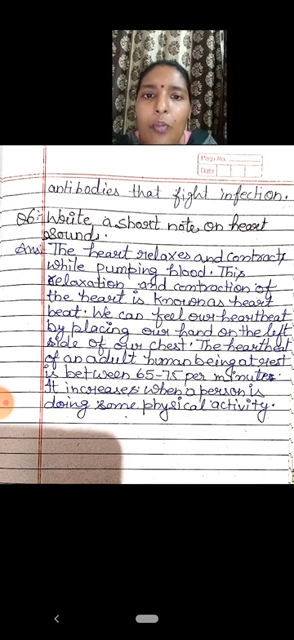 Page No.
Date
antibodies that fight infection.
Q6:- Write a short note on heart
sound.
Ans:- The heart relaxes and contracts
while pumping blood. This
relaxation and contraction of
the heart is known as heart
beat. We can feel our heartbeat
by placing our hand on the left
side of our chest. The heartbeat
of an adult human being at rest
is between 65-75 per minute.
It increases when a person is
doing some physical activity.